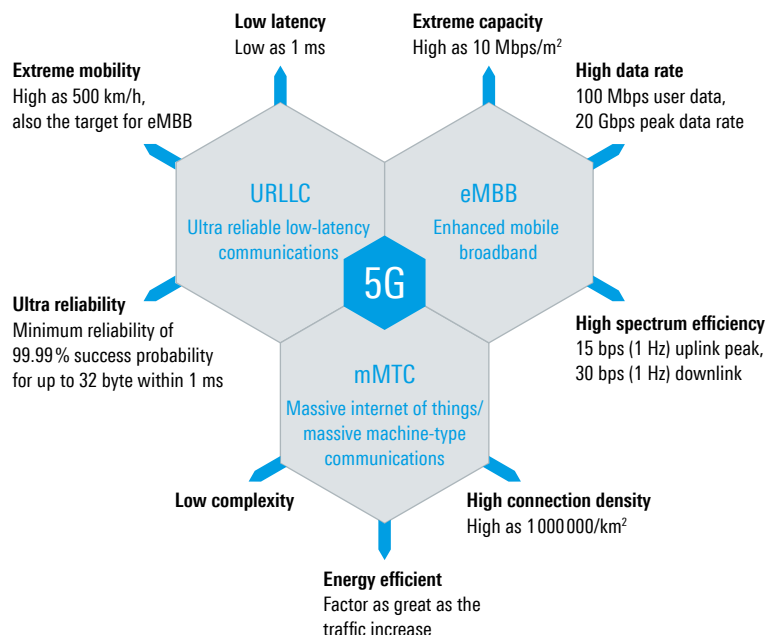 Low latency
Low as 1 ms
Extreme capacity
High as 10 Mbps/m²
Extreme mobility
High as 500 km/h,
also the target for eMBB
High data rate
100 Mbps user data,
20 Gbps peak data rate
URLLC
Ultra reliable low-latency
communications
eMBB
Enhanced mobile
broadband
5G
Ultra reliability
Minimum reliability of
99.99 % success probability
for up to 32 byte within 1 ms
High spectrum efficiency
15 bps (1 Hz) uplink peak,
30 bps (1 Hz) downlink
mMTC
Massive internet of things/
massive machine-type
communications
Low complexity
High connection density
High as 1 000 000/km²
Energy efficient
Factor as great as the
traffic increase